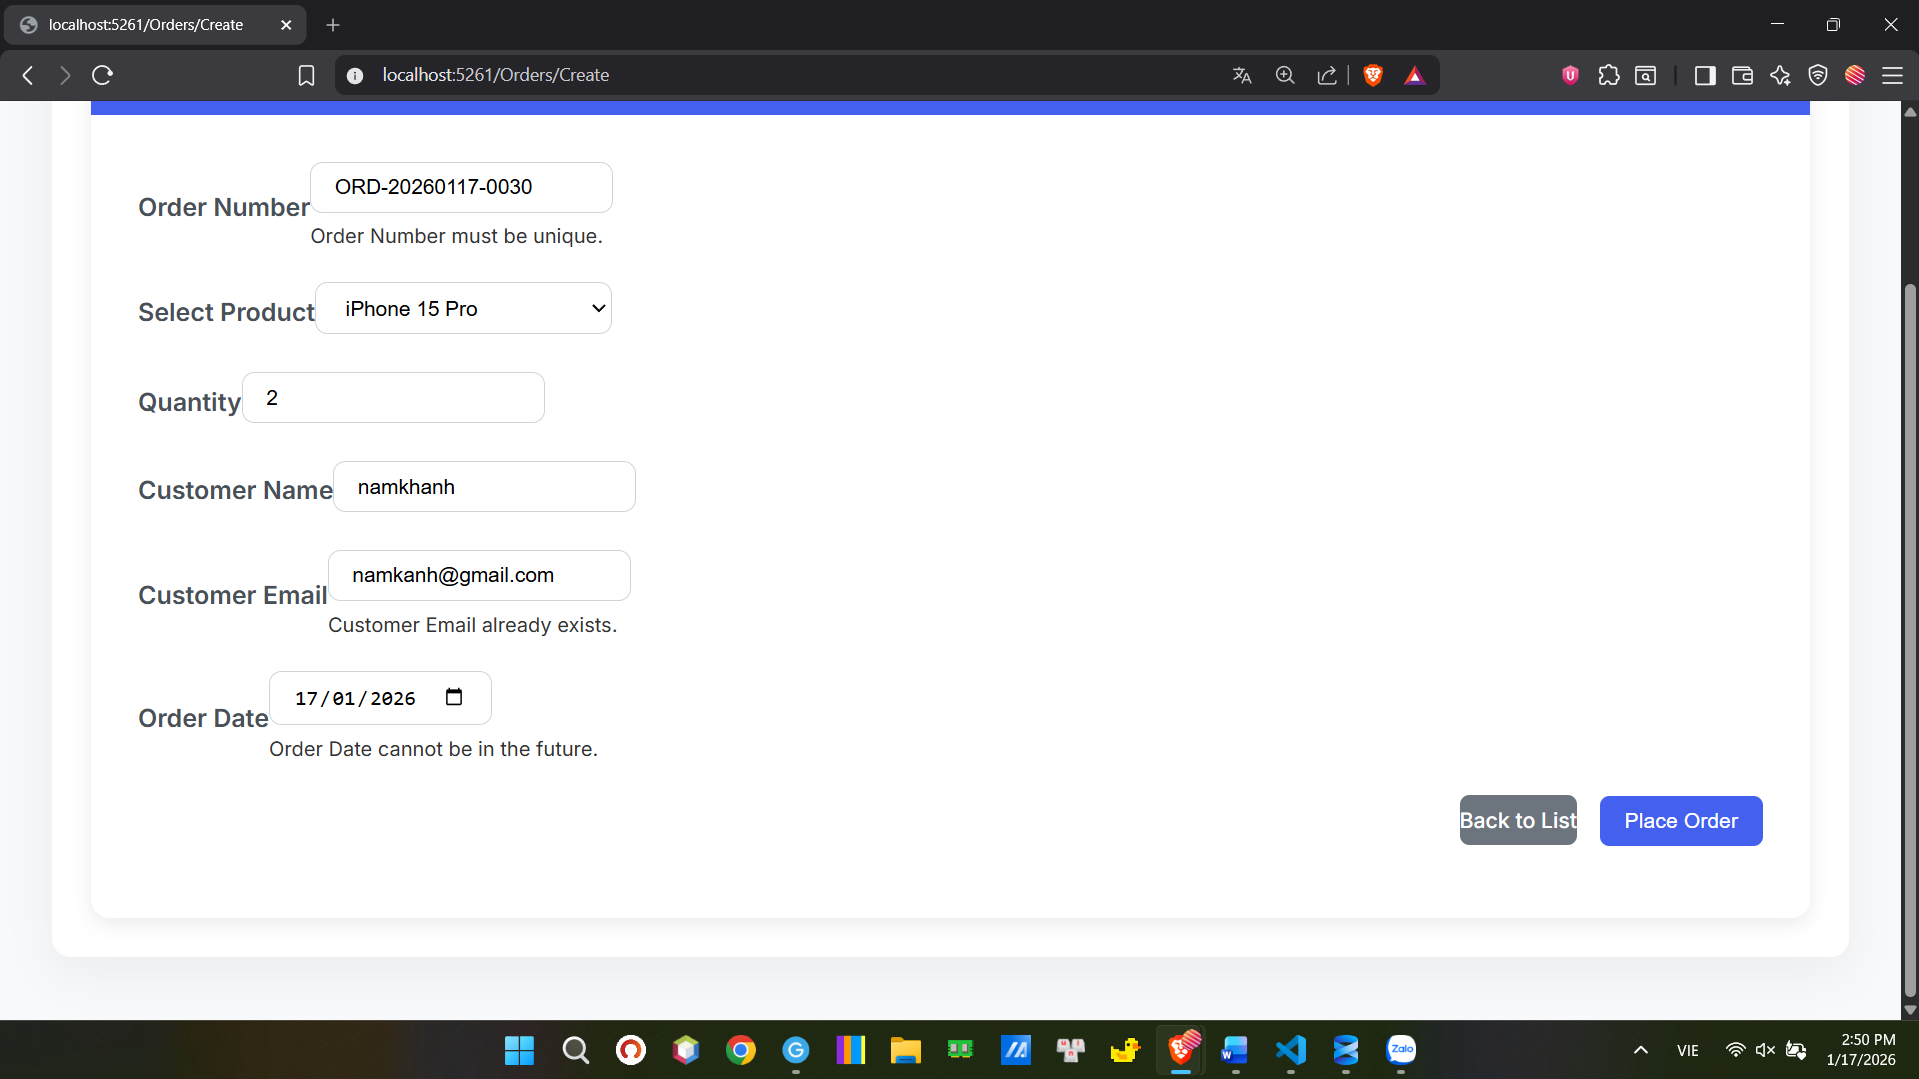 localhost:5261/Orders/Create
localhost:5261/Orders/Create
Order Number
ORD-20260117-0030
Order Number must be unique.
Select Product
iPhone 15 Pro
Quantity
2
Customer Name
namkhanh
Customer Email
namkanh@gmail.com
Customer Email already exists.
Order Date
17/01/2026
Order Date cannot be in the future.
Back to List
Place Order
Zalo
VIE
2:50 PM
1/17/2026